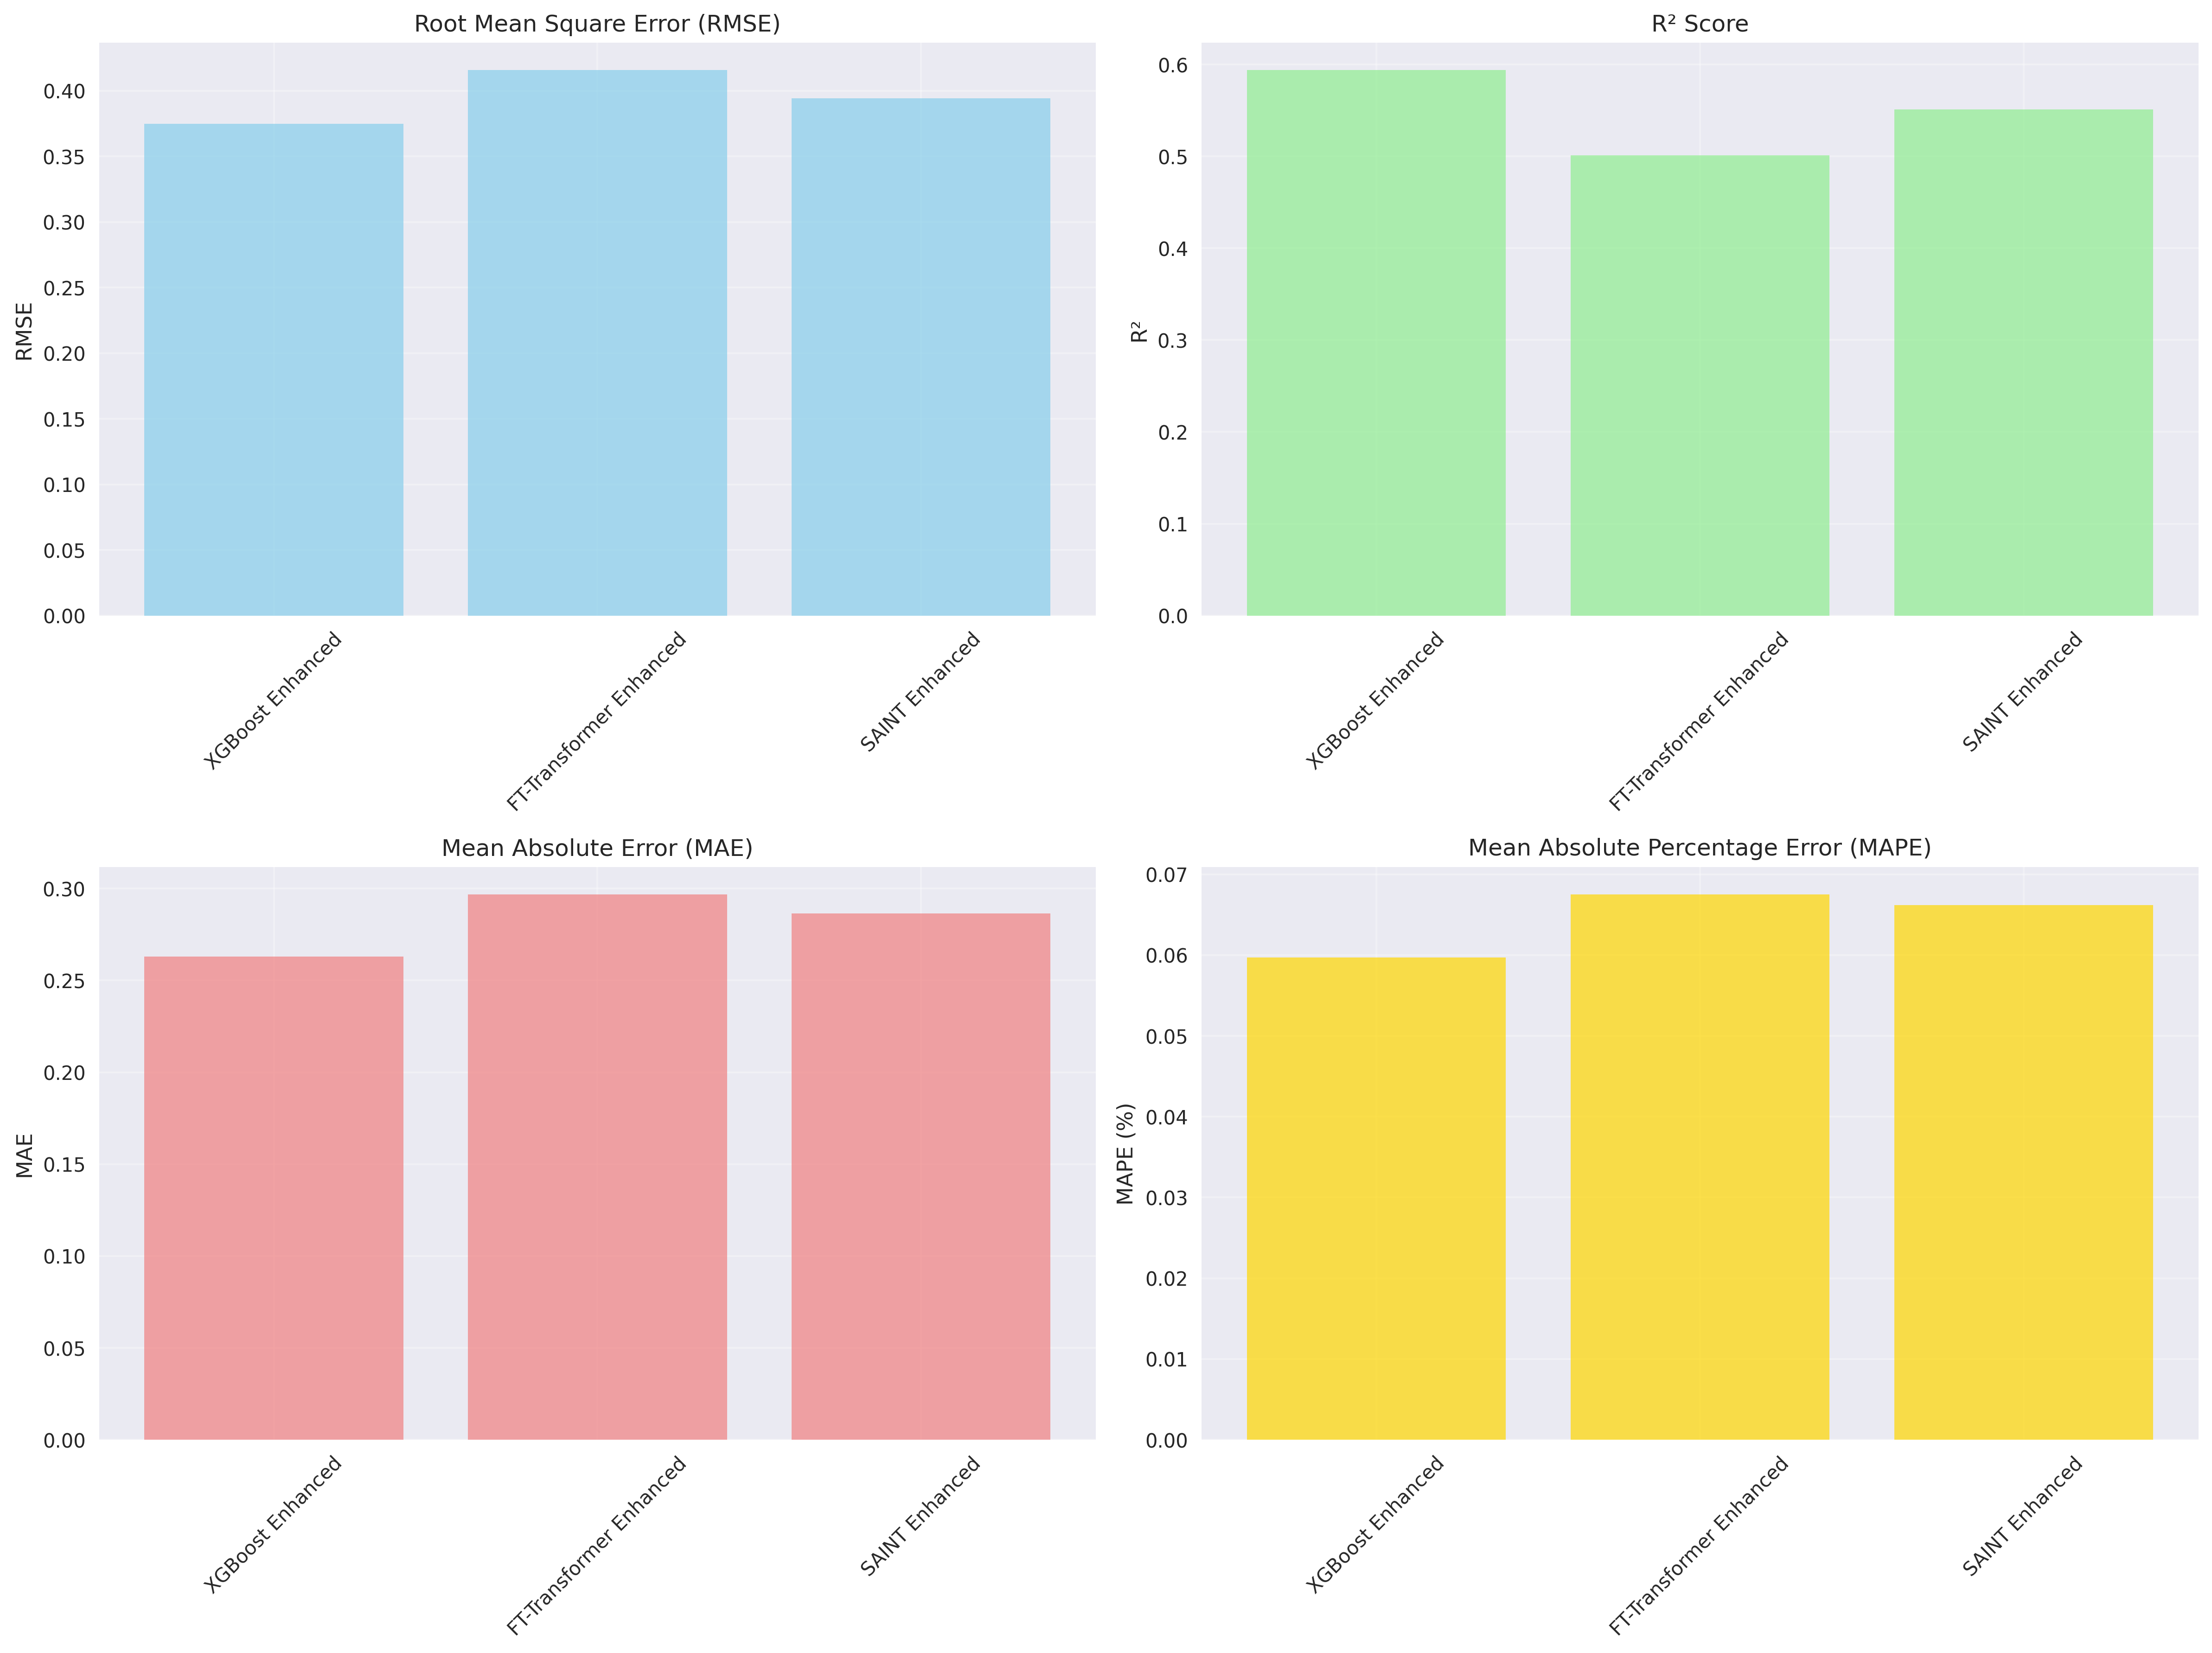 Root Mean Square Error (RMSE)
RMSE
0.40
0.35
0.30
0.25
0.20
0.15
0.10
0.05
0.00
XGBoost Enhanced
FT-Transformer Enhanced
SAINT Enhanced
R² Score
R²
0.6
0.5
0.4
0.3
0.2
0.1
0.0
XGBoost Enhanced
FT-Transformer Enhanced
SAINT Enhanced
Mean Absolute Error (MAE)
MAE
0.30
0.25
0.20
0.15
0.10
0.05
0.00
XGBoost Enhanced
FT-Transformer Enhanced
SAINT Enhanced
Mean Absolute Percentage Error (MAPE)
MAPE (%)
0.07
0.06
0.05
0.04
0.03
0.02
0.01
0.00
XGBoost Enhanced
FT-Transformer Enhanced
SAINT Enhanced